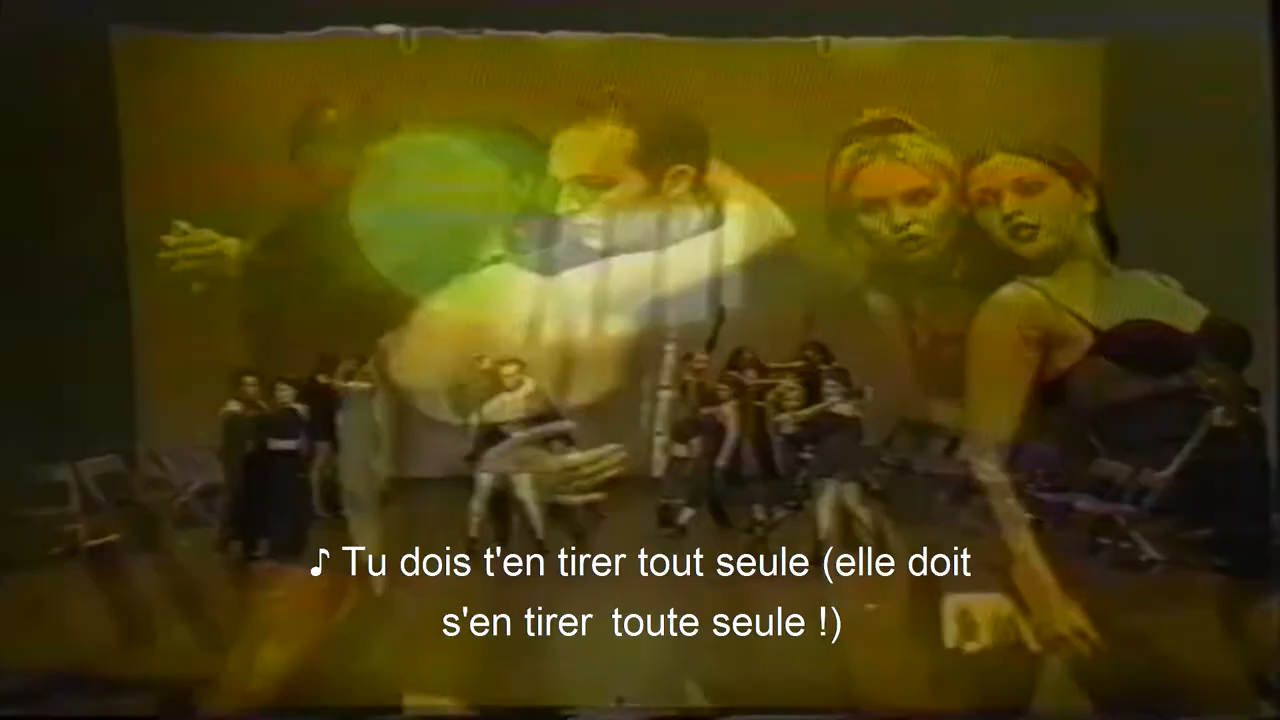 ♪ Tu dois t'en tirer tout seule (elle doit
s'en tirer toute seule !)